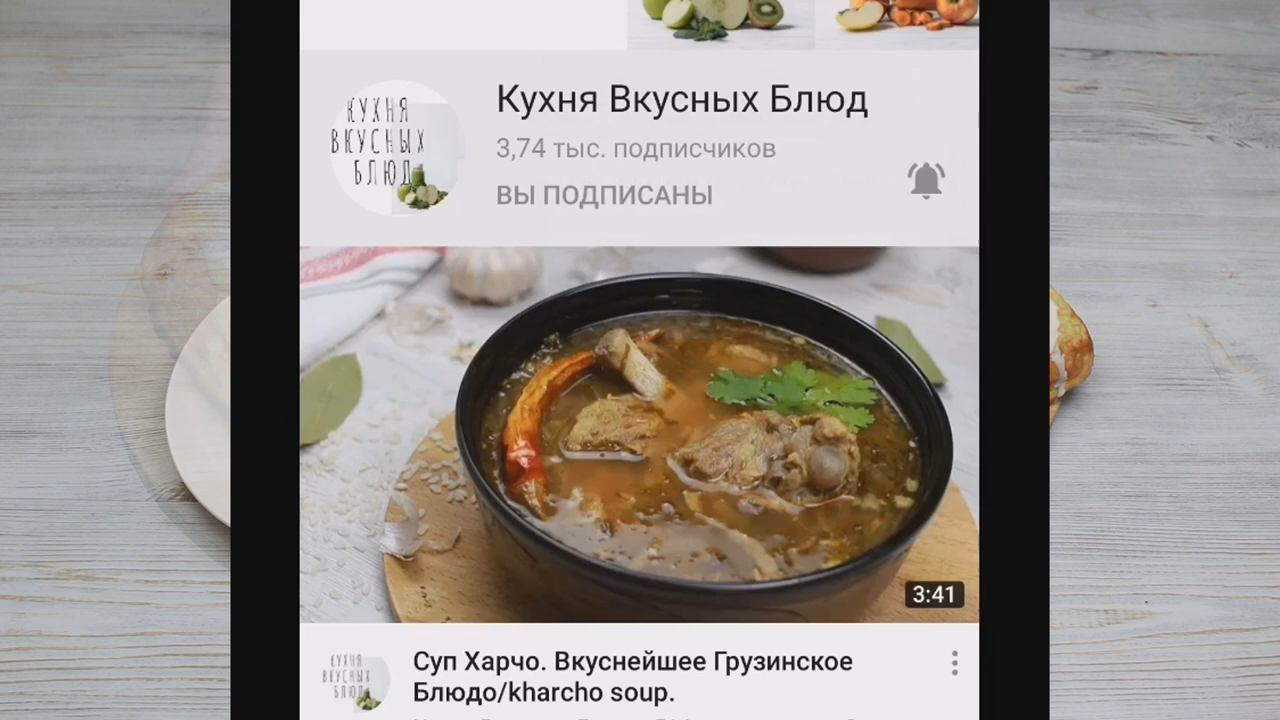 КУХНЯ
ВКУСНЫХ
БЛЮД
Кухня Вкусных Блюд
3,74 тыс. подписчиков
ВЫ ПОДПИСАНЫ
3:41
КУХНЯ
ВКУСНЫХ
БЛЮД
Суп Харчо. Вкуснейшее Грузинское
Блюдо/kharcho soup.